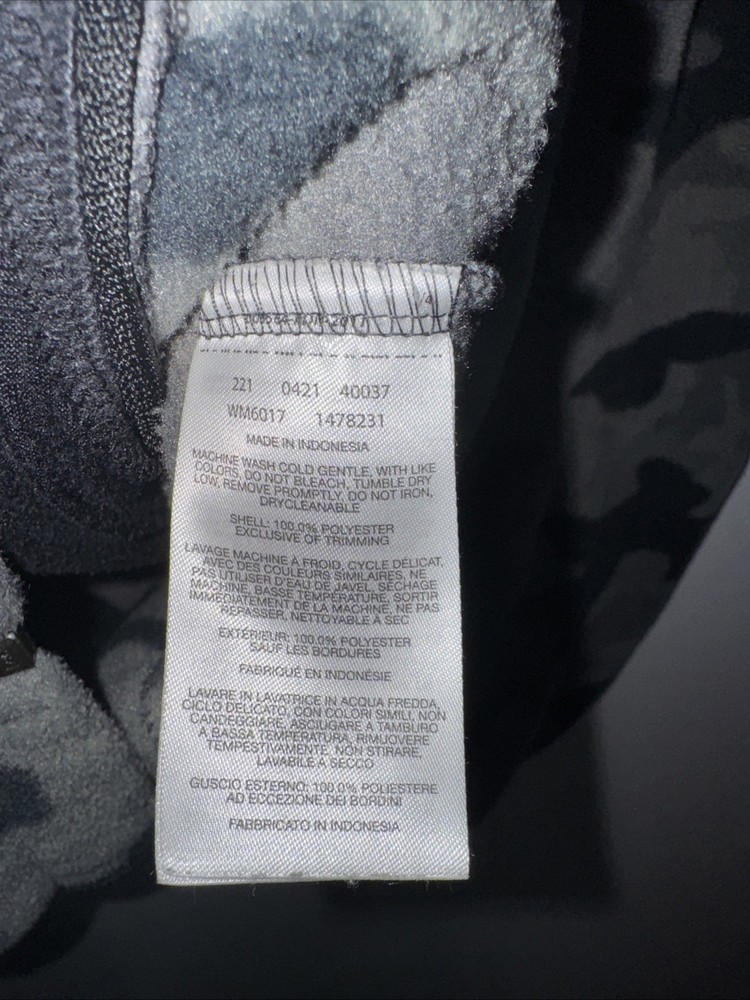 221 0421 40037
WM6017 1478231
MADE IN INDONESIA
MACHINE WASH COLD GENTLE, WITH LIKE
COLORS, DO NOT BLEACH, TUMBLE DRY
LOW, REMOVE PROMPTLY, DO NOT IRON,
DRYCLEANABLE
SHELL: 100.0% POLYESTER
EXCLUSIVE OF TRIMMING
LAVAGE MACHINE À FROID, CYCLE DÉLICAT,
AVEC DES COULEURS SIMILAIRES, NE
PAS UTILISER D'EAU DE JAVEL, SÉCHAGE
MACHINE, BASSE TEMPÉRATURE, SORTIR
IMMÉDIATEMENT DE LA MACHINE, NE PAS
REPASSER, NETTOYABLE À SEC
EXTÉRIEUR: 100.0% POLYESTER
SAUF LES BORDURES
FABRIQUÉ EN INDONÉSIE
LAVARE IN LAVATRICE IN ACQUA FREDDA,
CICLO DELICATO, CON COLORI SIMILI, NON
CANDEGGIARE, ASCIUGARE A TAMBURO
A BASSA TEMPERATURA, RIMUOVERE
TEMPESTIVAMENTE, NON STIRARE,
LAVABILE A SECCO
GUSCIO ESTERNO: 100.0% POLIESTERE
AD ECCEZIONE DEI BORDINI
FABBRICATO IN INDONESIA